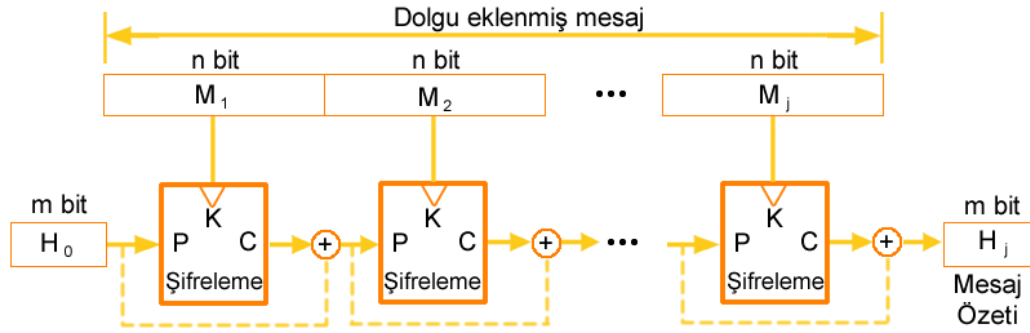 Dolgu eklenmiş mesaj
n bit n bit n bit
M₁ M₂ ••• Mⱼ
m bit K K K m bit
H₀ P C + P C + ••• P C + Hⱼ
Şifreleme Şifreleme Şifreleme Mesaj
Özeti